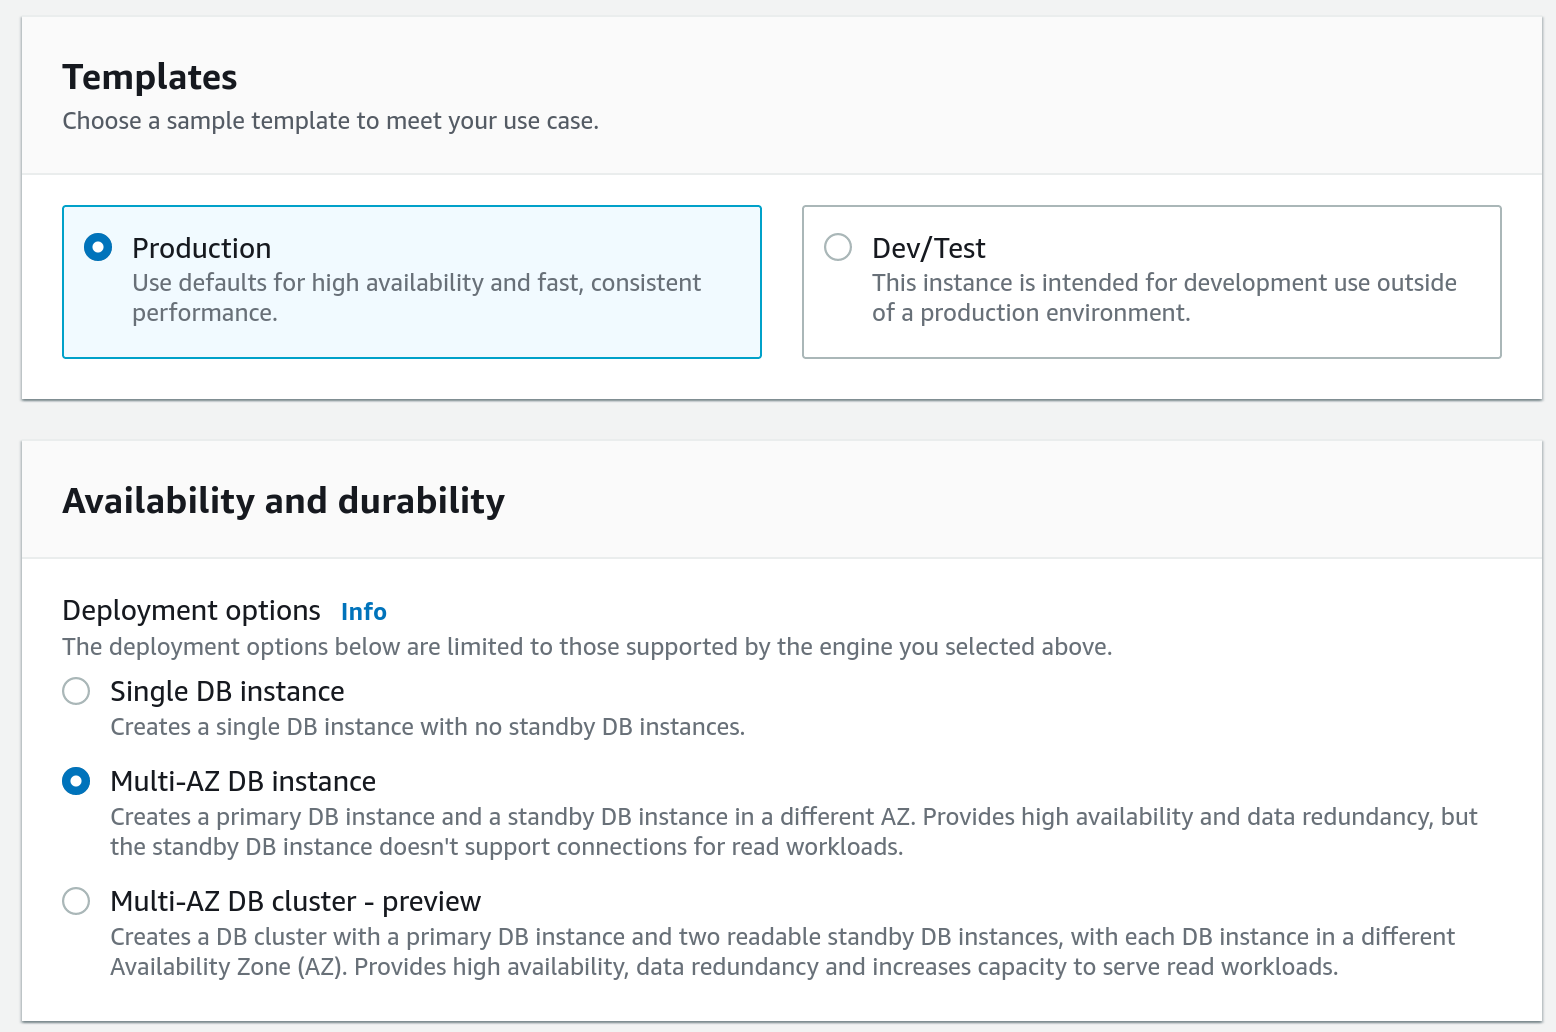 Templates
Choose a sample template to meet your use case.
Production
Use defaults for high availability and fast, consistent
performance.
Dev/Test
This instance is intended for development use outside
of a production environment.
Availability and durability
Deployment options Info
The deployment options below are limited to those supported by the engine you selected above.
Single DB instance
Creates a single DB instance with no standby DB instances.
Multi-AZ DB instance
Creates a primary DB instance and a standby DB instance in a different AZ. Provides high availability and data redundancy, but
the standby DB instance doesn't support connections for read workloads.
Multi-AZ DB cluster - preview
Creates a DB cluster with a primary DB instance and two readable standby DB instances, with each DB instance in a different
Availability Zone (AZ). Provides high availability, data redundancy and increases capacity to serve read workloads.